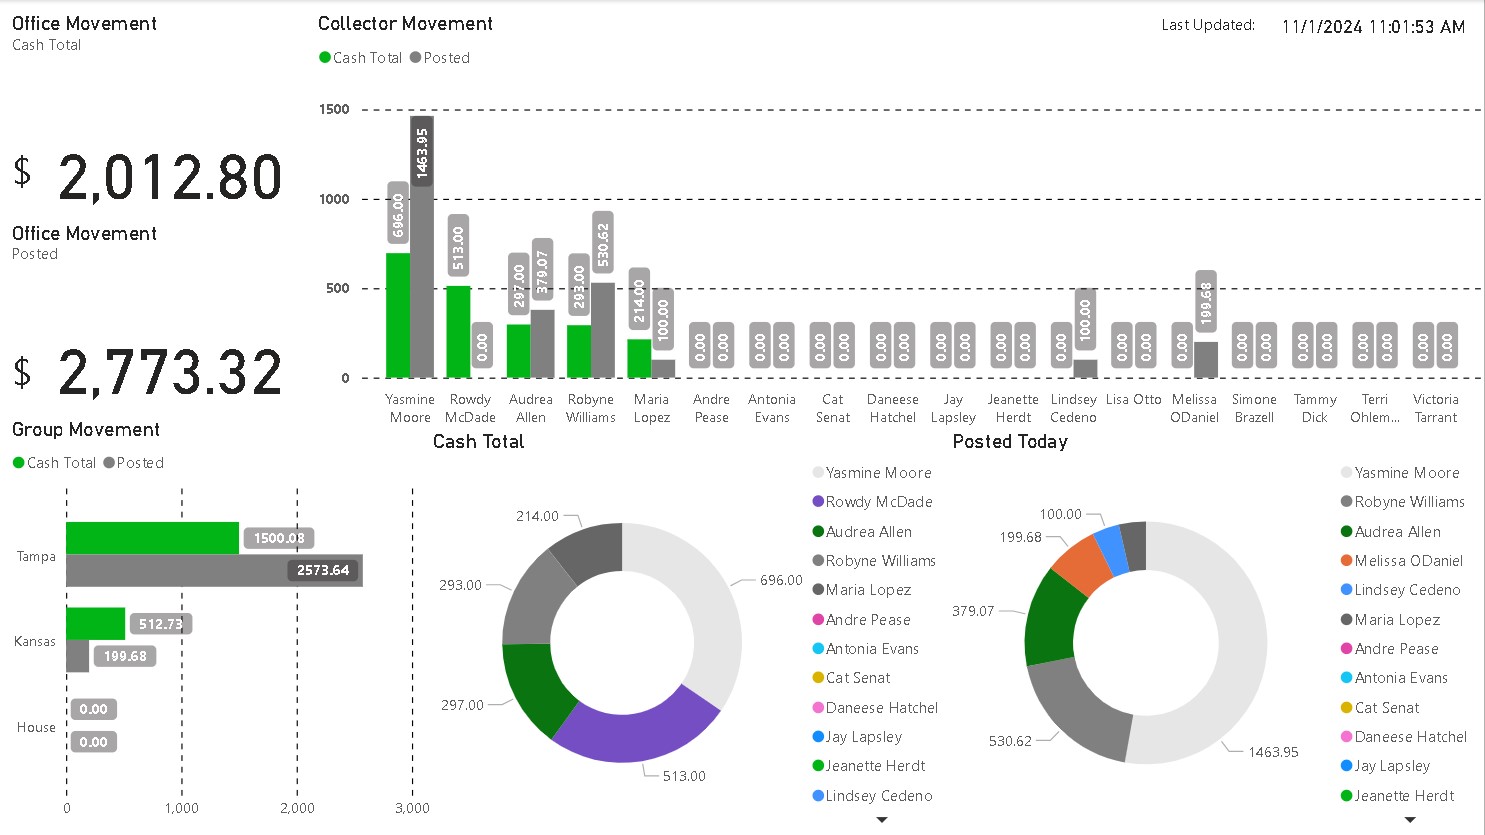 Office Movement
Cash Total
$ 2,012.80
Office Movement
Posted
$ 2,773.32
Collector Movement
Cash Total Posted
Last Updated: 11/1/2024 11:01:53 AM
1500
1000
500
0
696.00
1463.95
513.00
0.00
297.00
379.07
293.00
530.62
214.00
100.00
0.00
0.00
0.00
0.00
0.00
0.00
0.00
0.00
0.00
0.00
0.00
0.00
0.00
100.00
0.00
0.00
0.00
199.68
0.00
0.00
0.00
0.00
0.00
0.00
0.00
0.00
Yasmine
Moore
Rowdy
McDade
Audrea
Allen
Robyne
Williams
Maria
Lopez
Andre
Pease
Antonia
Evans
Cat
Senat
Daneese
Hatchel
Jay
Lapsley
Jeanette
Herdt
Lindsey
Cedeno
Lisa Otto
Melissa
ODaniel
Simone
Brazell
Tammy
Dick
Terri
Ohlem...
Victoria
Tarrant
Group Movement
Cash Total Posted
Tampa
1500.08
2573.64
Kansas
512.73
199.68
House
0.00
0.00
0 1,000 2,000 3,000
Cash Total
214.00
293.00
297.00
696.00
513.00
Yasmine Moore
Rowdy McDade
Audrea Allen
Robyne Williams
Maria Lopez
Andre Pease
Antonia Evans
Cat Senat
Daneese Hatchel
Jay Lapsley
Jeanette Herdt
Lindsey Cedeno
Posted Today
100.00
199.68
379.07
530.62
1463.95
Yasmine Moore
Robyne Williams
Audrea Allen
Melissa ODaniel
Lindsey Cedeno
Maria Lopez
Andre Pease
Antonia Evans
Cat Senat
Daneese Hatchel
Jay Lapsley
Jeanette Herdt